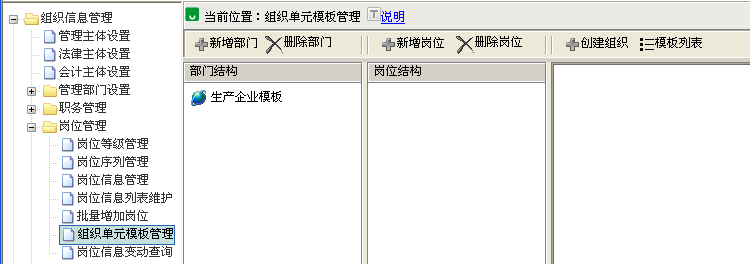 组织信息管理
管理主体设置
法律主体设置
会计主体设置
管理部门设置
职务管理
岗位管理
岗位等级管理
岗位序列管理
岗位信息管理
岗位信息列表维护
批量增加岗位
组织单元模板管理
岗位信息变动查询
当前位置：组织单元模板管理 T 说明
新增部门 删除部门 新增岗位 删除岗位 创建组织 模板列表
部门结构 岗位结构
生产企业模板